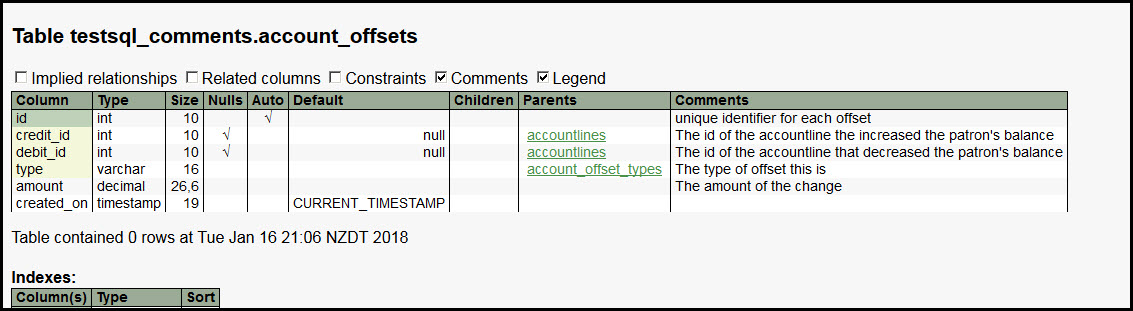 Table testsql_comments.account_offsets
Implied relationships Related columns Constraints Comments Legend
Column Type Size Nulls Auto Default Children Parents Comments
id int 10 √ unique identifier for each offset
credit_id int 10 √ null accountlines The id of the accountline the increased the patron's balance
debit_id int 10 √ null accountlines The id of the accountline that decreased the patron's balance
type varchar 16 account_offset_types The type of offset this is
amount decimal 26,6 The amount of the change
created_on timestamp 19 CURRENT_TIMESTAMP
Table contained 0 rows at Tue Jan 16 21:06 NZDT 2018
Indexes:
Column(s) Type Sort